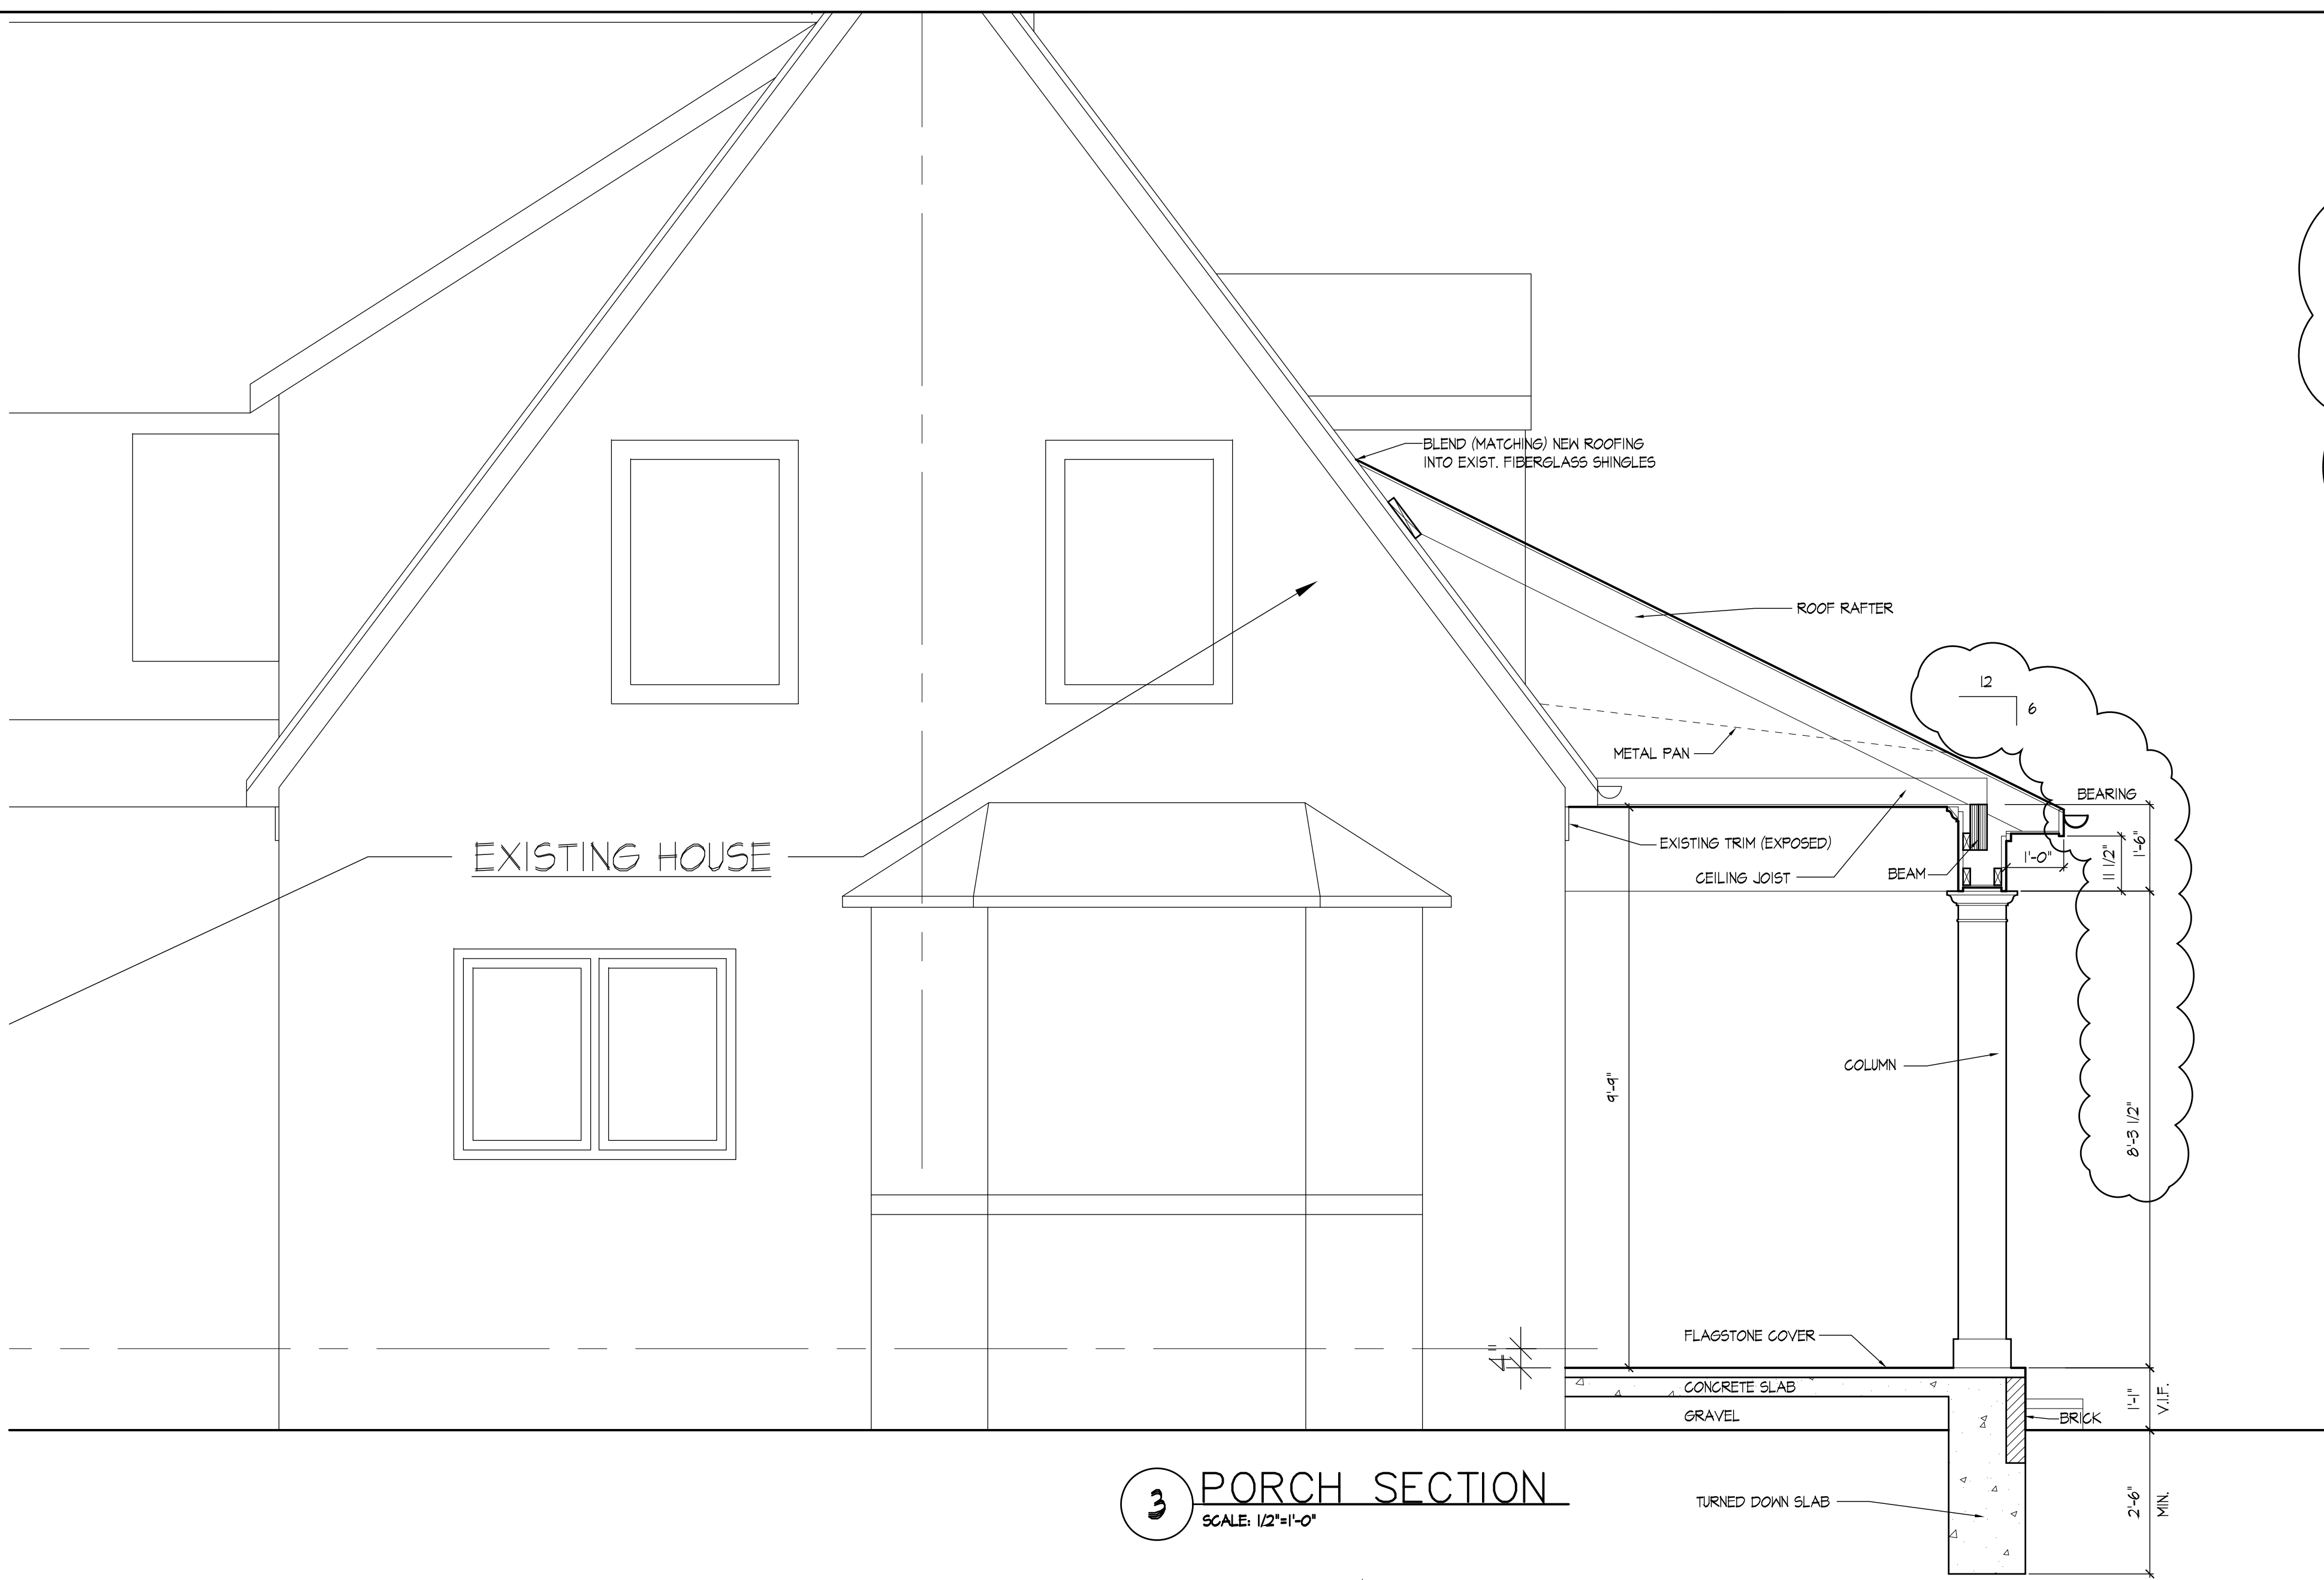 BLEND (MATCHING) NEW ROOFING
INTO EXIST. FIBERGLASS SHINGLES
ROOF RAFTER
12
6
METAL PAN
BEARING
EXISTING TRIM (EXPOSED)
CEILING JOIST
BEAM
1'-0"
11 1/2"
1'-6"
EXISTING HOUSE
COLUMN
9'-9"
8'-3 1/2"
FLAGSTONE COVER
4"
CONCRETE SLAB
GRAVEL
BRICK
1'-1"
V.I.F.
TURNED DOWN SLAB
2'-6"
MIN.
3
PORCH SECTION
SCALE: 1/2"=1'-0"